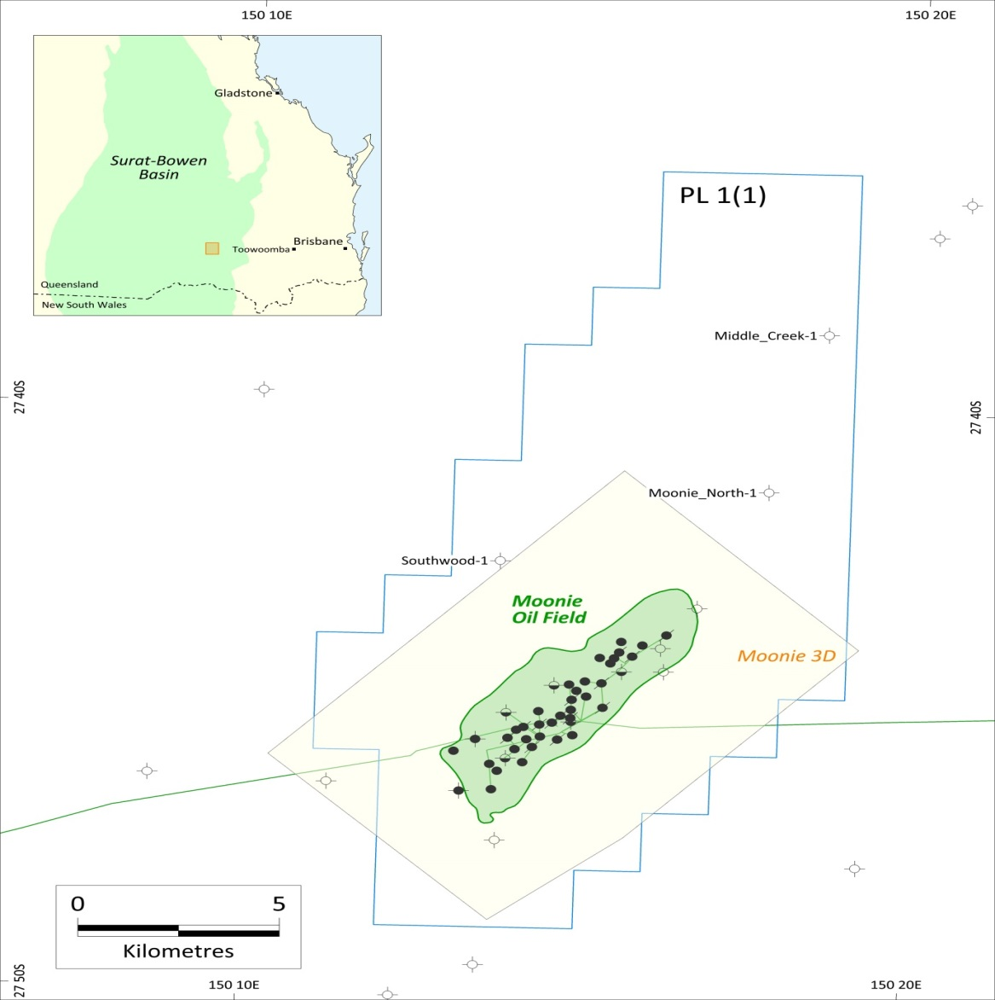 150 10E
150 20E
Gladstone
Surat-Bowen
Basin
Brisbane
Toowoomba
Queensland
New South Wales
PL 1(1)
Middle_Creek-1
27 40S
27 40S
Moonie_North-1
Southwood-1
Moonie
Oil Field
Moonie 3D
0 5
Kilometres
27 50S
150 10E
150 20E